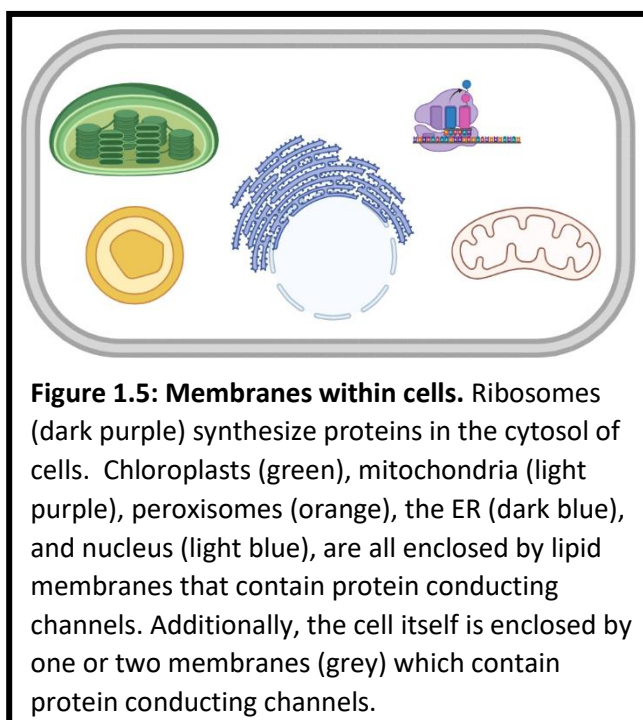 Figure 1.5: Membranes within cells. Ribosomes
(dark purple) synthesize proteins in the cytosol of
cells.  Chloroplasts (green), mitochondria (light
purple), peroxisomes (orange), the ER (dark blue),
and nucleus (light blue), are all enclosed by lipid
membranes that contain protein conducting
channels. Additionally, the cell itself is enclosed by
one or two membranes (grey) which contain
protein conducting channels.